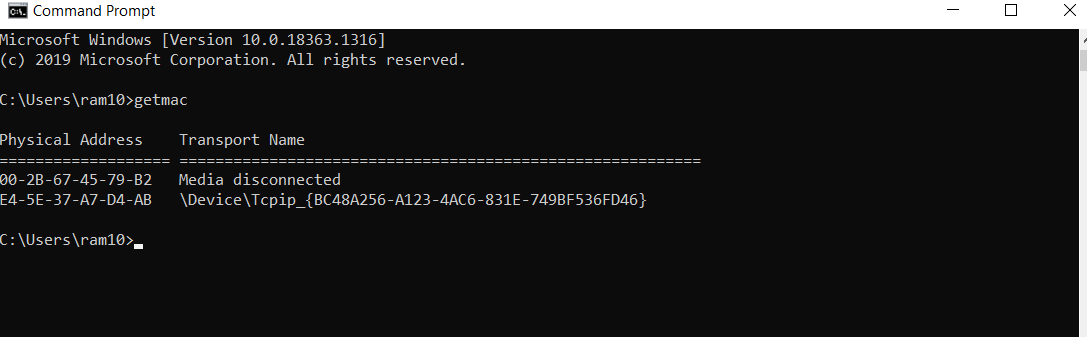 Command Prompt
Microsoft Windows [Version 10.0.18363.1316]
(c) 2019 Microsoft Corporation. All rights reserved.
C:\Users\ram10>getmac
Physical Address    Transport Name
=================== ==========================================================
00-2B-67-45-79-B2   Media disconnected
E4-5E-37-A7-D4-AB   \Device\Tcpip_{BC48A256-A123-4AC6-831E-749BF536FD46}
C:\Users\ram10>